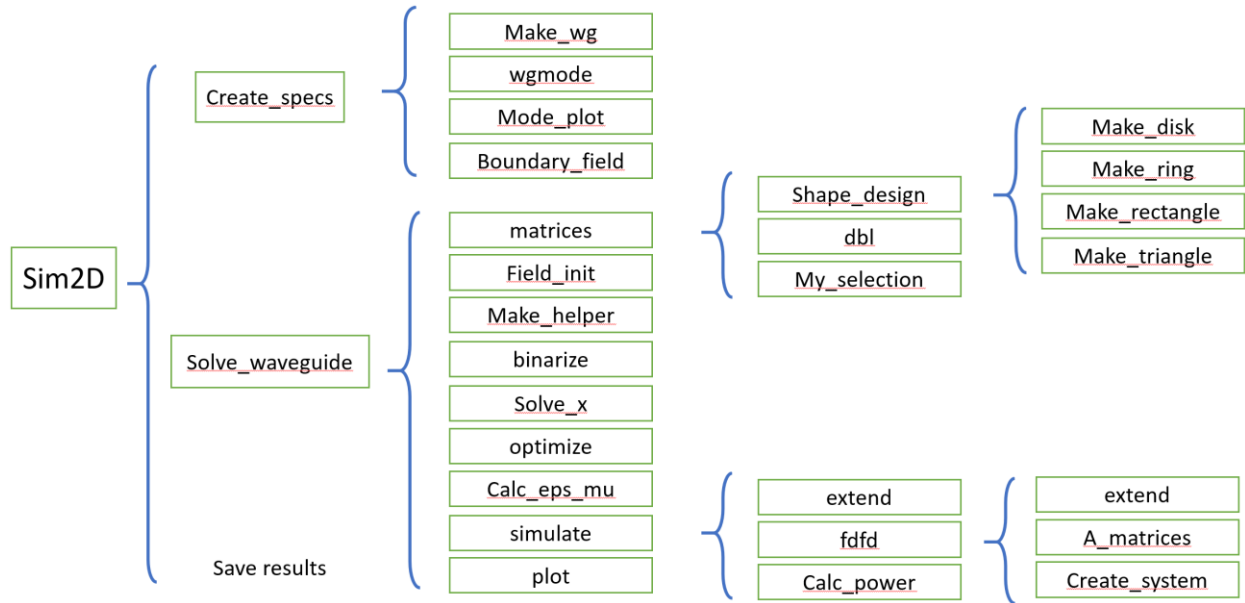 Sim2D
Create_specs
Make_wg
wgmode
Mode_plot
Boundary_field
Solve_waveguide
matrices
Shape_design
Make_disk
Make_ring
Make_rectangle
Make_triangle
dbl
My_selection
Field_init
Make_helper
binarize
Solve_x
optimize
Calc_eps_mu
simulate
extend
fdfd
extend
A_matrices
Create_system
Calc_power
plot
Save results